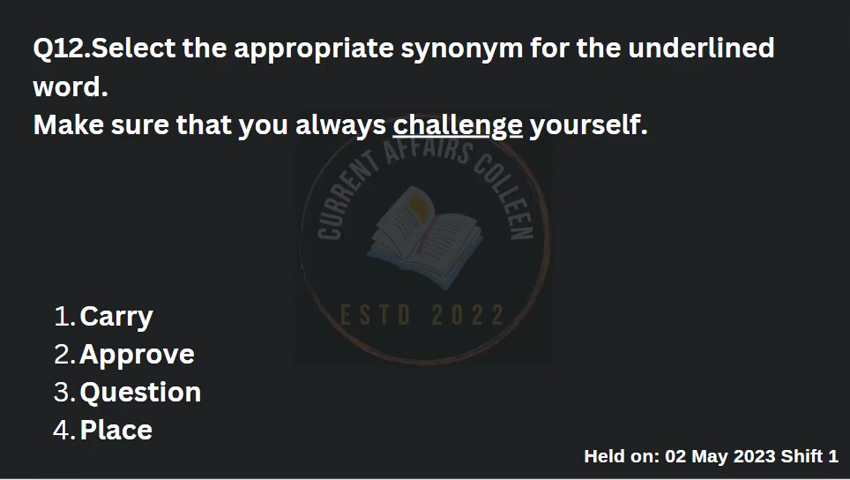 Q12.Select the appropriate synonym for the underlined
word.
Make sure that you always challenge yourself.
CURRENT AFFAIRS COLLEEN
ESTD 2022
1. Carry
2. Approve
3. Question
4. Place
Held on: 02 May 2023 Shift 1